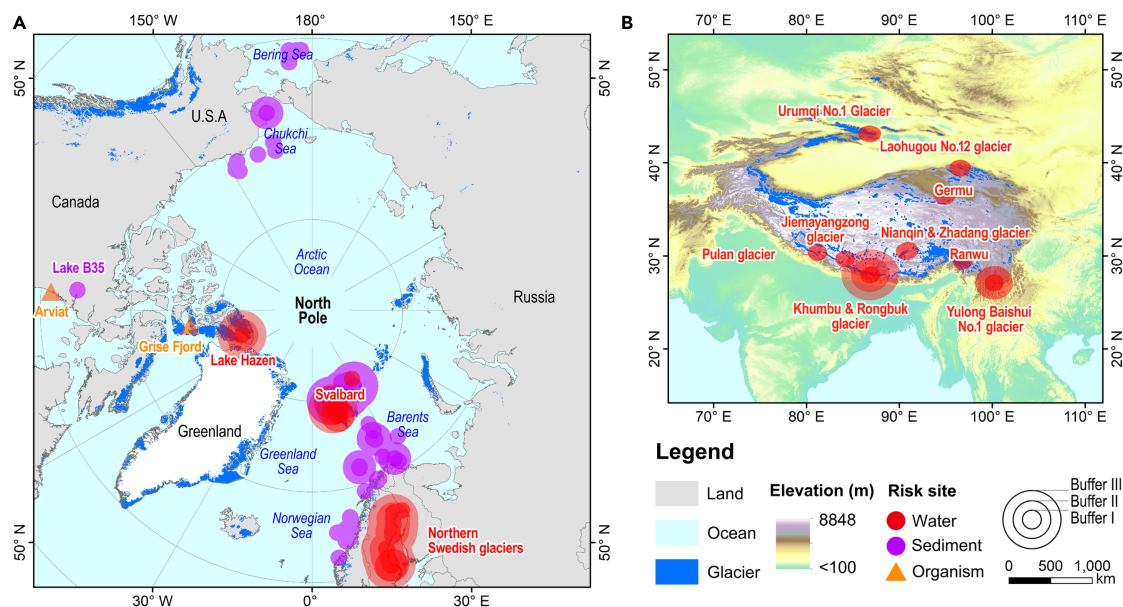 A
150° W
180°
150° E
50° N
50° N
Bering Sea
U.S.A
Chukchi
Sea
Canada
Arctic
Ocean
Lake B35
North
Pole
Russia
Arviat
Grise Fjord
Lake Hazen
Svalbard
Greenland
Barents
Sea
Greenland
Sea
Norwegian
Sea
Northern
Swedish glaciers
50° N
50° N
30° W
0°
30° E
B
70° E
80° E
90° E
100° E
110° E
50° N
50° N
Urumqi No.1 Glacier
Laohugou No.12 glacier
40° N
40° N
Germu
Jiemayangzong
glacier
Nianqin & Zhadang glacier
Pulan glacier
Ranwu
30° N
30° N
Khumbu & Rongbuk
glacier
Yulong Baishui
No.1 glacier
20° N
20° N
70° E
80° E
90° E
100° E
110° E
Legend
Land
Ocean
Glacier
Elevation (m)
8848
<100
Risk site
Water
Sediment
Organism
Buffer III
Buffer II
Buffer I
0 500 1,000
km